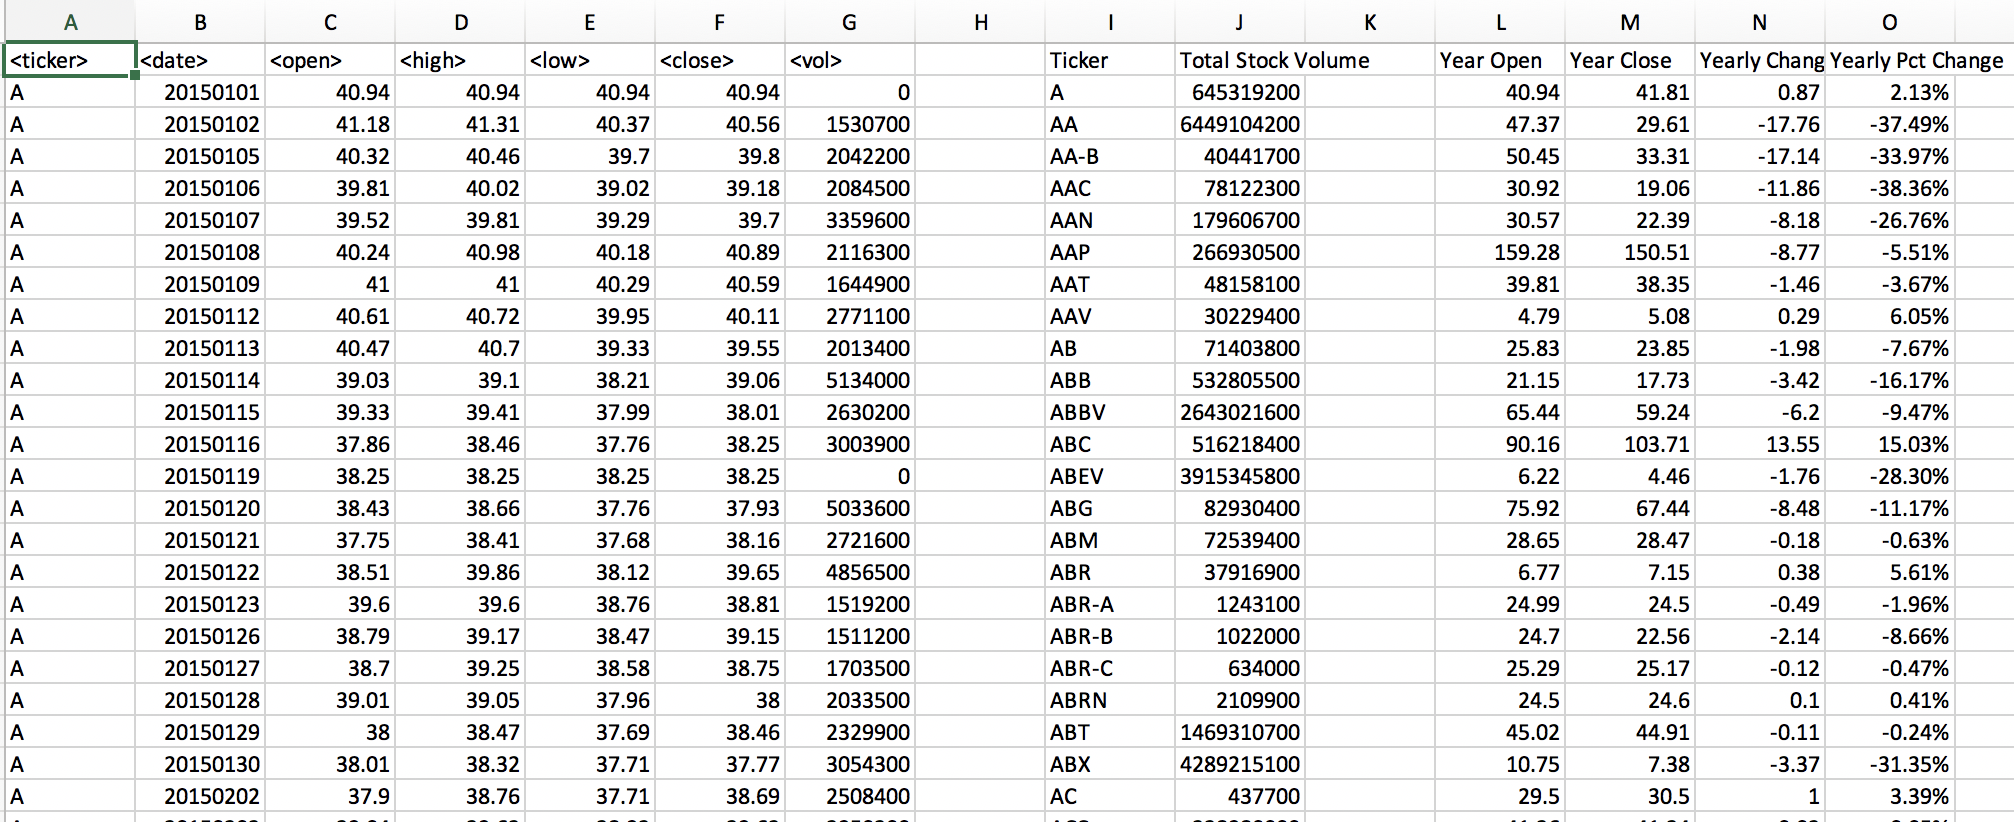 A B C D E F G H I J K L M N O
<ticker> <date> <open> <high> <low> <close> <vol> Ticker Total Stock Volume Year Open Year Close Yearly Chang Yearly Pct Change
A 20150101 40.94 40.94 40.94 40.94 0 A 645319200 40.94 41.81 0.87 2.13%
A 20150102 41.18 41.31 40.37 40.56 1530700 AA 6449104200 47.37 29.61 -17.76 -37.49%
A 20150105 40.32 40.46 39.7 39.8 2042200 AA-B 40441700 50.45 33.31 -17.14 -33.97%
A 20150106 39.81 40.02 39.02 39.18 2084500 AAC 78122300 30.92 19.06 -11.86 -38.36%
A 20150107 39.52 39.81 39.29 39.7 3359600 AAN 179606700 30.57 22.39 -8.18 -26.76%
A 20150108 40.24 40.98 40.18 40.89 2116300 AAP 266930500 159.28 150.51 -8.77 -5.51%
A 20150109 41 41 40.29 40.59 1644900 AAT 48158100 39.81 38.35 -1.46 -3.67%
A 20150112 40.61 40.72 39.95 40.11 2771100 AAV 30229400 4.79 5.08 0.29 6.05%
A 20150113 40.47 40.7 39.33 39.55 2013400 AB 71403800 25.83 23.85 -1.98 -7.67%
A 20150114 39.03 39.1 38.21 39.06 5134000 ABB 532805500 21.15 17.73 -3.42 -16.17%
A 20150115 39.33 39.41 37.99 38.01 2630200 ABBV 2643021600 65.44 59.24 -6.2 -9.47%
A 20150116 37.86 38.46 37.76 38.25 3003900 ABC 516218400 90.16 103.71 13.55 15.03%
A 20150119 38.25 38.25 38.25 38.25 0 ABEV 3915345800 6.22 4.46 -1.76 -28.30%
A 20150120 38.43 38.66 37.76 37.93 5033600 ABG 82930400 75.92 67.44 -8.48 -11.17%
A 20150121 37.75 38.41 37.68 38.16 2721600 ABM 72539400 28.65 28.47 -0.18 -0.63%
A 20150122 38.51 39.86 38.12 39.65 4856500 ABR 37916900 6.77 7.15 0.38 5.61%
A 20150123 39.6 39.6 38.76 38.81 1519200 ABR-A 1243100 24.99 24.5 -0.49 -1.96%
A 20150126 38.79 39.17 38.47 39.15 1511200 ABR-B 1022000 24.7 22.56 -2.14 -8.66%
A 20150127 38.7 39.25 38.58 38.75 1703500 ABR-C 634000 25.29 25.17 -0.12 -0.47%
A 20150128 39.01 39.05 37.96 38 2033500 ABRN 2109900 24.5 24.6 0.1 0.41%
A 20150129 38 38.47 37.69 38.46 2329900 ABT 1469310700 45.02 44.91 -0.11 -0.24%
A 20150130 38.01 38.32 37.71 37.77 3054300 ABX 4289215100 10.75 7.38 -3.37 -31.35%
A 20150202 37.9 38.76 37.71 38.69 2508400 AC 437700 29.5 30.5 1 3.39%